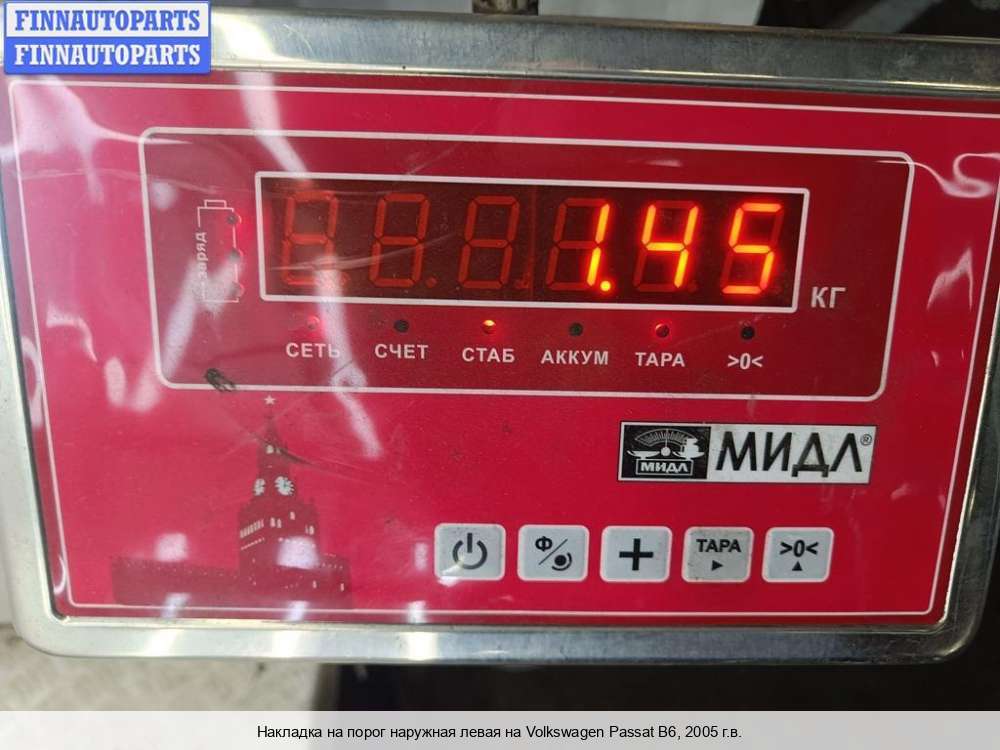 FINNAUTOPARTS
FINNAUTOPARTS
заряд
1.45
КГ
СЕТЬ СЧЕТ СТАБ АККУМ ТАРА >0<
МИДЛ МИДЛ®
Ф/ + ТАРА >0<
Накладка на порог наружная левая на Volkswagen Passat B6, 2005 г.в.